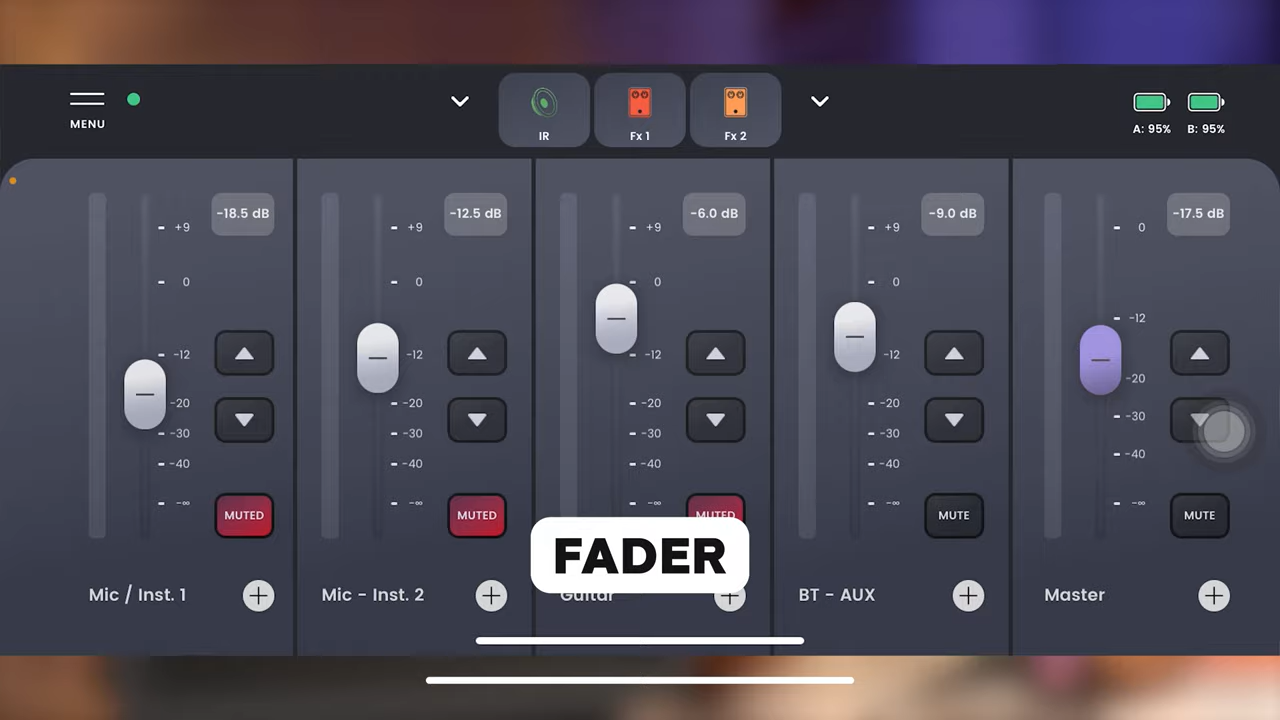 MENU
IR
Fx 1
Fx 2
A: 95%
B: 95%
-18.5 dB
+9
0
-12
-20
-30
-40
-∞
MUTED
Mic / Inst. 1
-12.5 dB
+9
0
-12
-20
-30
-40
-∞
MUTED
Mic - Inst. 2
-6.0 dB
+9
0
-12
-20
-30
-40
-∞
MUTED
FADER
Guitar
-9.0 dB
+9
0
-12
-20
-30
-40
-∞
MUTE
BT - AUX
-17.5 dB
0
-12
-20
-30
-40
-∞
MUTE
Master